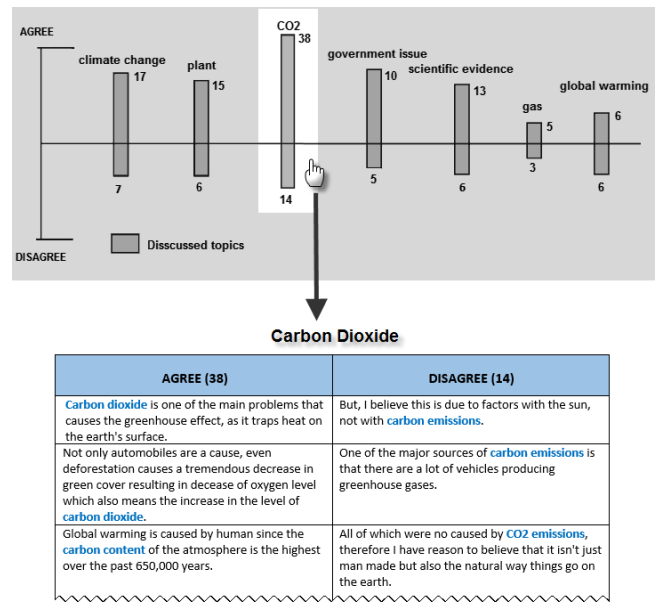 AGREE
CO2
38
climate change
17
plant
15
government issue
10
scientific evidence
13
gas
5
global warming
6
7
6
14
5
6
3
6
Disscussed topics
DISAGREE
Carbon Dioxide
AGREE (38)
DISAGREE (14)
Carbon dioxide is one of the main problems that
causes the greenhouse effect, as it traps heat on
the earth's surface.
But, I believe this is due to factors with the sun,
not with carbon emissions.
Not only automobiles are a cause, even
deforestation causes a tremendous decrease in
green cover resulting in decease of oxygen level
which also means the increase in the level of
carbon dioxide.
One of the major sources of carbon emissions is
that there are a lot of vehicles producing
greenhouse gases.
Global warming is caused by human since the
carbon content of the atmosphere is the highest
over the past 650,000 years.
All of which were no caused by CO2 emissions,
therefore I have reason to believe that it isn't just
man made but also the natural way things go on
the earth.